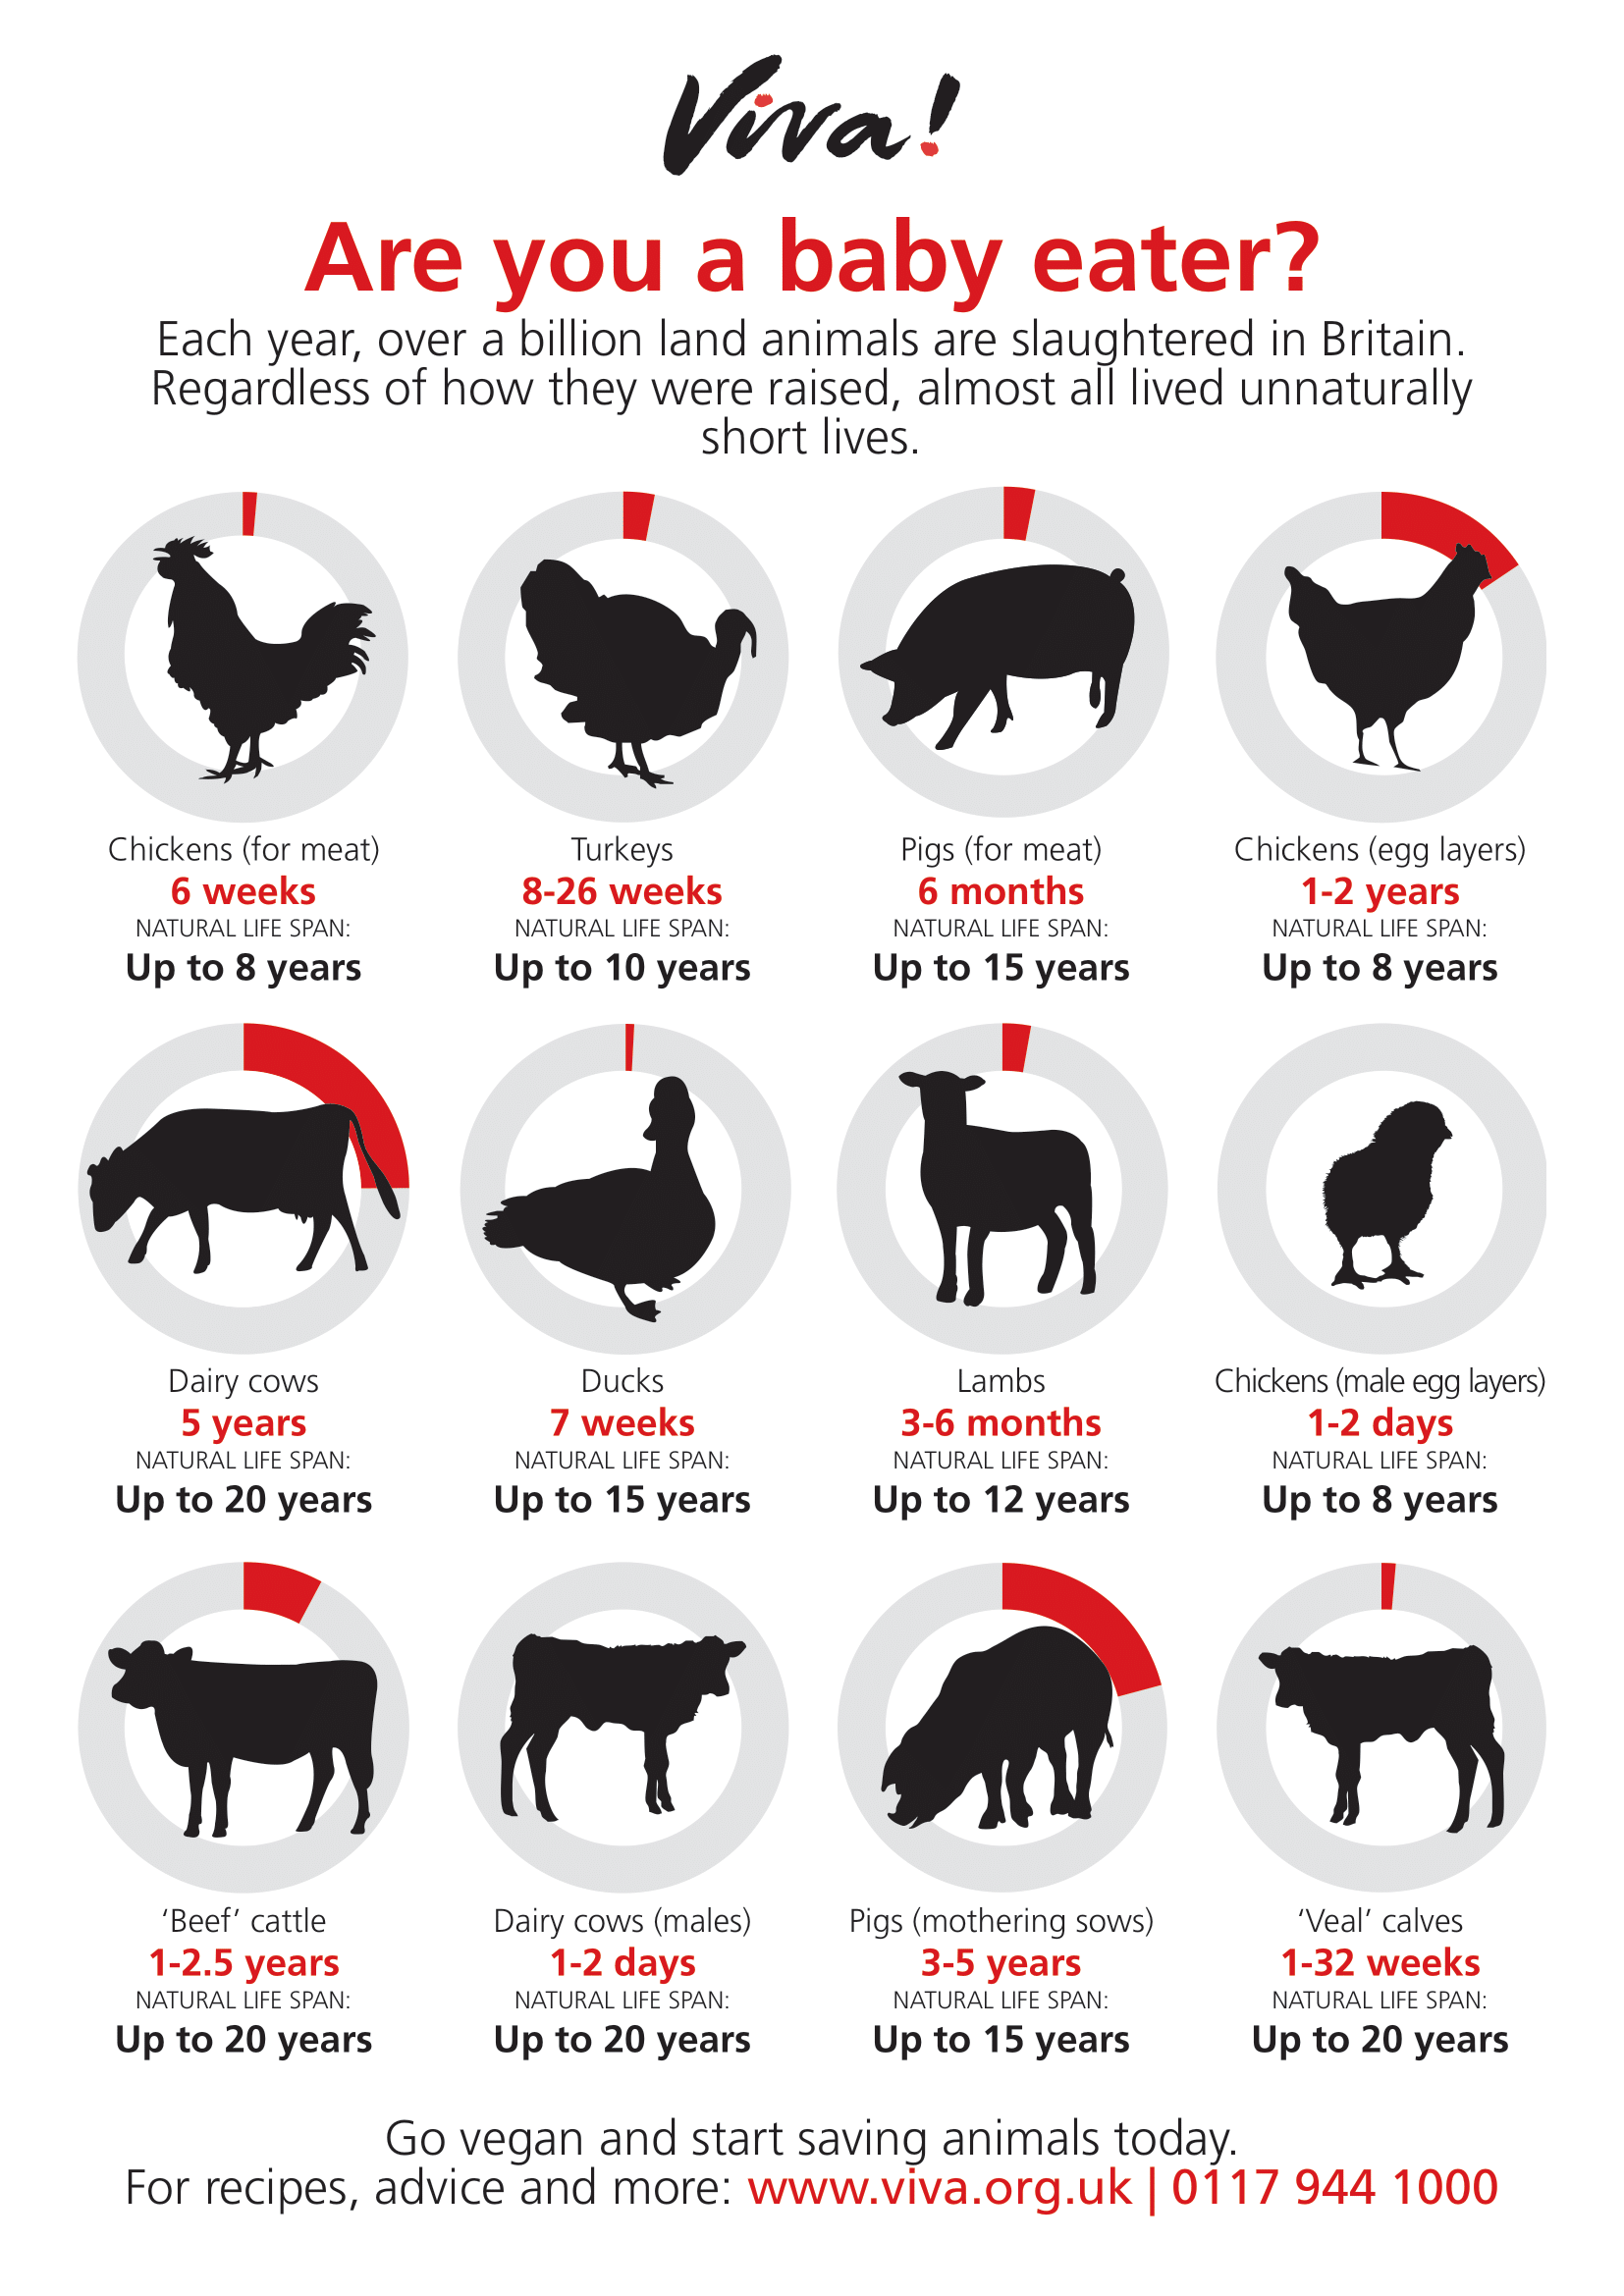 Viva!
Are you a baby eater?
Each year, over a billion land animals are slaughtered in Britain.
Regardless of how they were raised, almost all lived unnaturally
short lives.
Chickens (for meat)
6 weeks
NATURAL LIFE SPAN:
Up to 8 years
Turkeys
8-26 weeks
NATURAL LIFE SPAN:
Up to 10 years
Pigs (for meat)
6 months
NATURAL LIFE SPAN:
Up to 15 years
Chickens (egg layers)
1-2 years
NATURAL LIFE SPAN:
Up to 8 years
Dairy cows
5 years
NATURAL LIFE SPAN:
Up to 20 years
Ducks
7 weeks
NATURAL LIFE SPAN:
Up to 15 years
Lambs
3-6 months
NATURAL LIFE SPAN:
Up to 12 years
Chickens (male egg layers)
1-2 days
NATURAL LIFE SPAN:
Up to 8 years
‘Beef’ cattle
1-2.5 years
NATURAL LIFE SPAN:
Up to 20 years
Dairy cows (males)
1-2 days
NATURAL LIFE SPAN:
Up to 20 years
Pigs (mothering sows)
3-5 years
NATURAL LIFE SPAN:
Up to 15 years
‘Veal’ calves
1-32 weeks
NATURAL LIFE SPAN:
Up to 20 years
Go vegan and start saving animals today.
For recipes, advice and more: www.viva.org.uk | 0117 944 1000